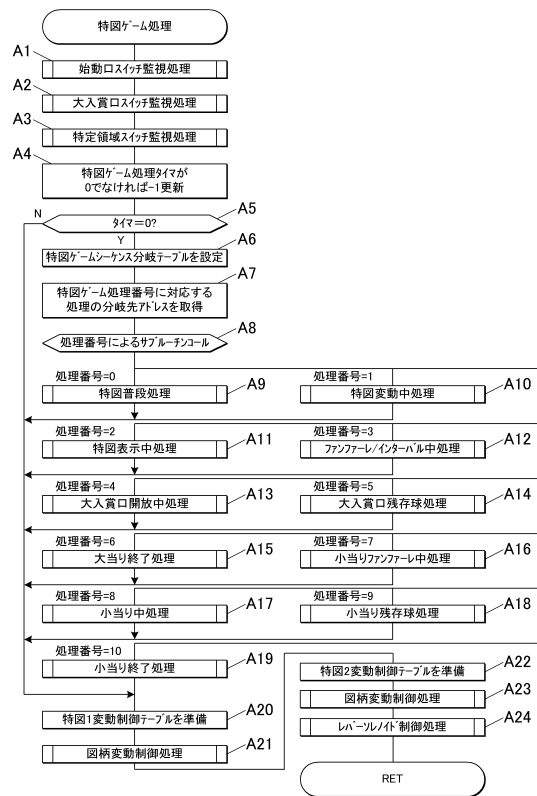 特図ゲーム処理
A1
始動口スイッチ監視処理
A2
大入賞口スイッチ監視処理
A3
特定領域スイッチ監視処理
A4
特図ゲーム処理タイマが
0でなければ-1更新
N
タイマ=0?
A5
Y
A6
特図ゲームシーケンス分岐テーブルを設定
A7
特図ゲーム処理番号に対応する
処理の分岐先アドレスを取得
A8
処理番号によるサブルーチンコール
処理番号=0
特図普段処理
A9
処理番号=1
特図変動中処理
A10
処理番号=2
特図表示中処理
A11
処理番号=3
ファンファーレ/インターバル中処理
A12
処理番号=4
大入賞口開放中処理
A13
処理番号=5
大入賞口残存球処理
A14
処理番号=6
大当り終了処理
A15
処理番号=7
小当りファンファーレ中処理
A16
処理番号=8
小当り中処理
A17
処理番号=9
小当り残存球処理
A18
処理番号=10
小当り終了処理
A19
特図1変動制御テーブルを準備
A20
図柄変動制御処理
A21
特図2変動制御テーブルを準備
A22
図柄変動制御処理
A23
レバーソレノイド制御処理
A24
RET